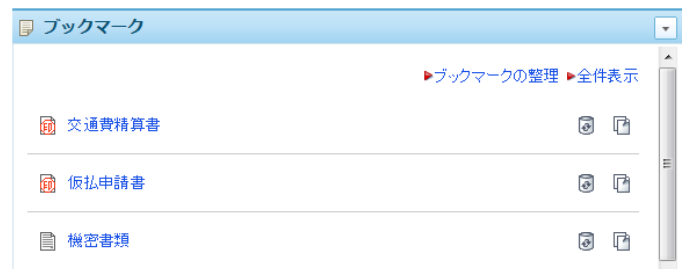 ブックマーク
▶ブックマークの整理 ▶全件表示
交通費精算書
仮払申請書
機密書類